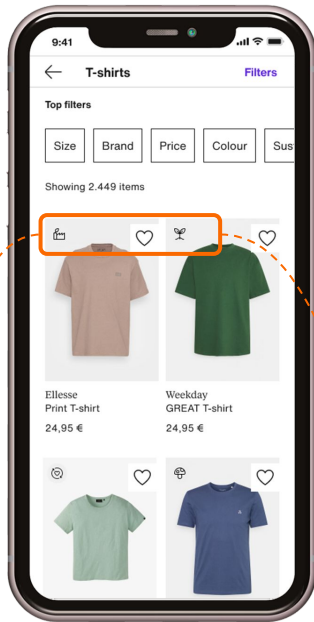 9:41
T-shirts
Filters
Top filters
Size
Brand
Price
Colour
Sus
Showing 2.449 items
Ellesse
Print T-shirt
24,95 €
Weekday
GREAT T-shirt
24,95 €